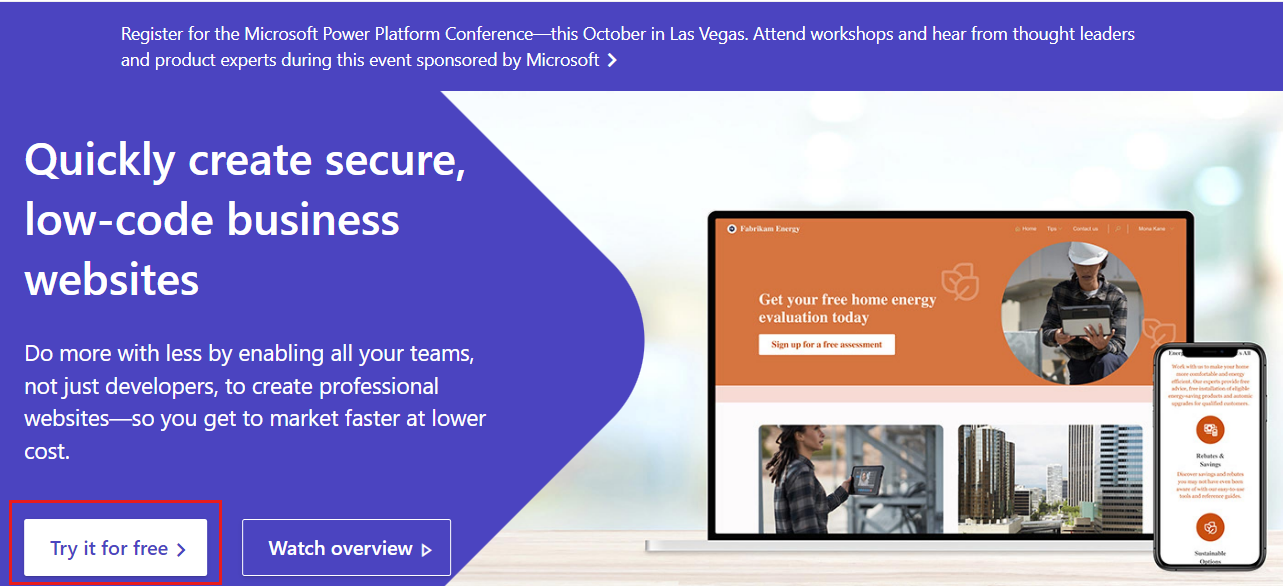 Register for the Microsoft Power Platform Conference—this October in Las Vegas. Attend workshops and hear from thought leaders
and product experts during this event sponsored by Microsoft
Quickly create secure,
low-code business
websites
Do more with less by enabling all your teams,
not just developers, to create professional
websites—so you get to market faster at lower
cost.
Try it for free
Watch overview
Fabrikam Energy
Home Tips Contact us Mona Kane
Get your free home energy
evaluation today
Sign up for a free assessment
Work with us to make your home
more comfortable and energy
efficient. Our experts provide free
advice, free installation of eligible
energy-saving products and
upgrades for qualified customers.
Rebates &
Savings
Discover savings and rebates
you may not have even been
aware of with our easy-to-use
tools and reference guides.
Sustainable
Options